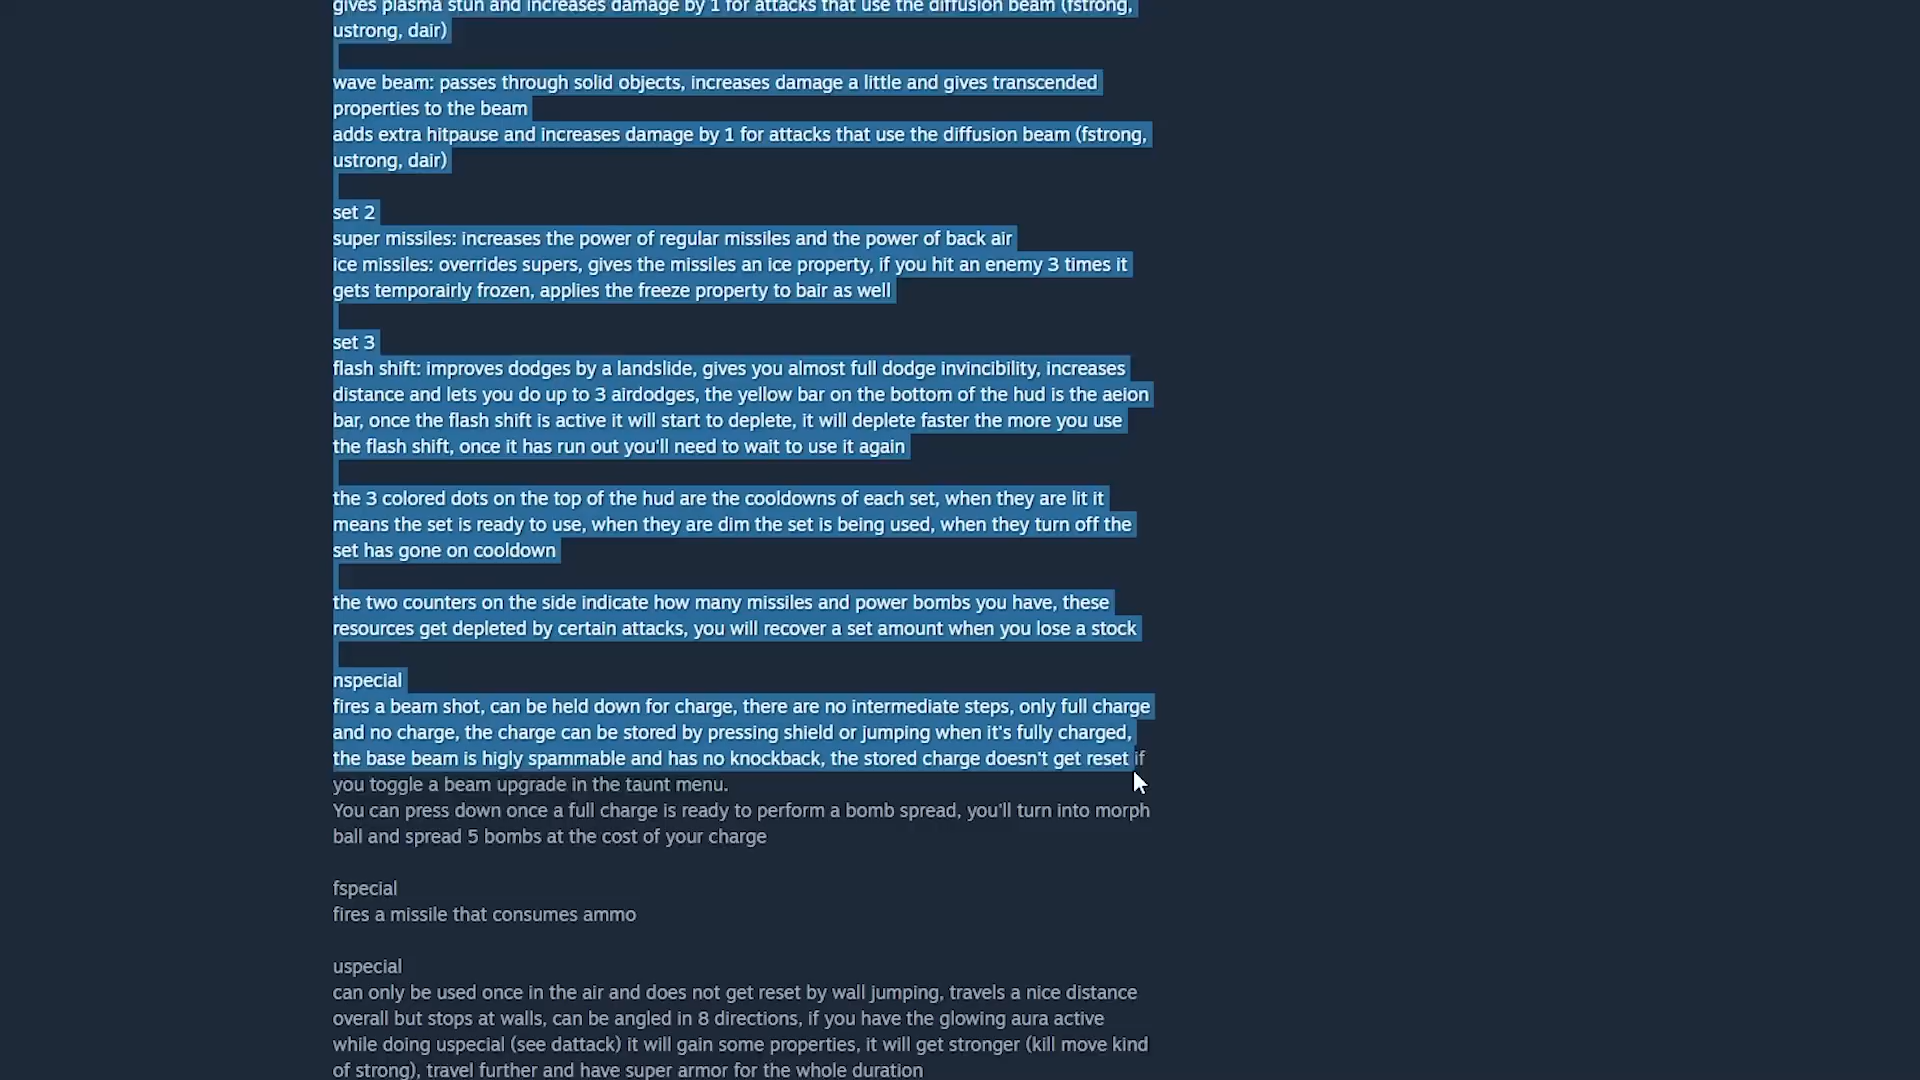 gives plasma stun and increases damage by 1 for attacks that use the diffusion beam (fstrong,
ustrong, dair)
wave beam: passes through solid objects, increases damage a little and gives transcended
properties to the beam
adds extra hitpause and increases damage by 1 for attacks that use the diffusion beam (fstrong,
ustrong, dair)
set 2
super missiles: increases the power of regular missiles and the power of back air
ice missiles: overrides supers, gives the missiles an ice property, if you hit an enemy 3 times it
gets temporairly frozen, applies the freeze property to bair as well
set 3
flash shift: improves dodges by a landslide, gives you almost full dodge invincibility, increases
distance and lets you do up to 3 airdodges, the yellow bar on the bottom of the hud is the aeion
bar, once the flash shift is active it will start to deplete, it will deplete faster the more you use
the flash shift, once it has run out you'll need to wait to use it again
the 3 colored dots on the top of the hud are the cooldowns of each set, when they are lit it
means the set is ready to use, when they are dim the set is being used, when they turn off the
set has gone on cooldown
the two counters on the side indicate how many missiles and power bombs you have, these
resources get depleted by certain attacks, you will recover a set amount when you lose a stock
nspecial
fires a beam shot, can be held down for charge, there are no intermediate steps, only full charge
and no charge, the charge can be stored by pressing shield or jumping when it's fully charged,
the base beam is higly spammable and has no knockback, the stored charge doesn't get reset if
you toggle a beam upgrade in the taunt menu.
You can press down once a full charge is ready to perform a bomb spread, you'll turn into morph
ball and spread 5 bombs at the cost of your charge
fspecial
fires a missile that consumes ammo
uspecial
can only be used once in the air and does not get reset by wall jumping, travels a nice distance
overall but stops at walls, can be angled in 8 directions, if you have the glowing aura active
while doing uspecial (see dattack) it will gain some properties, it will get stronger (kill move kind
of strong), travel further and have super armor for the whole duration